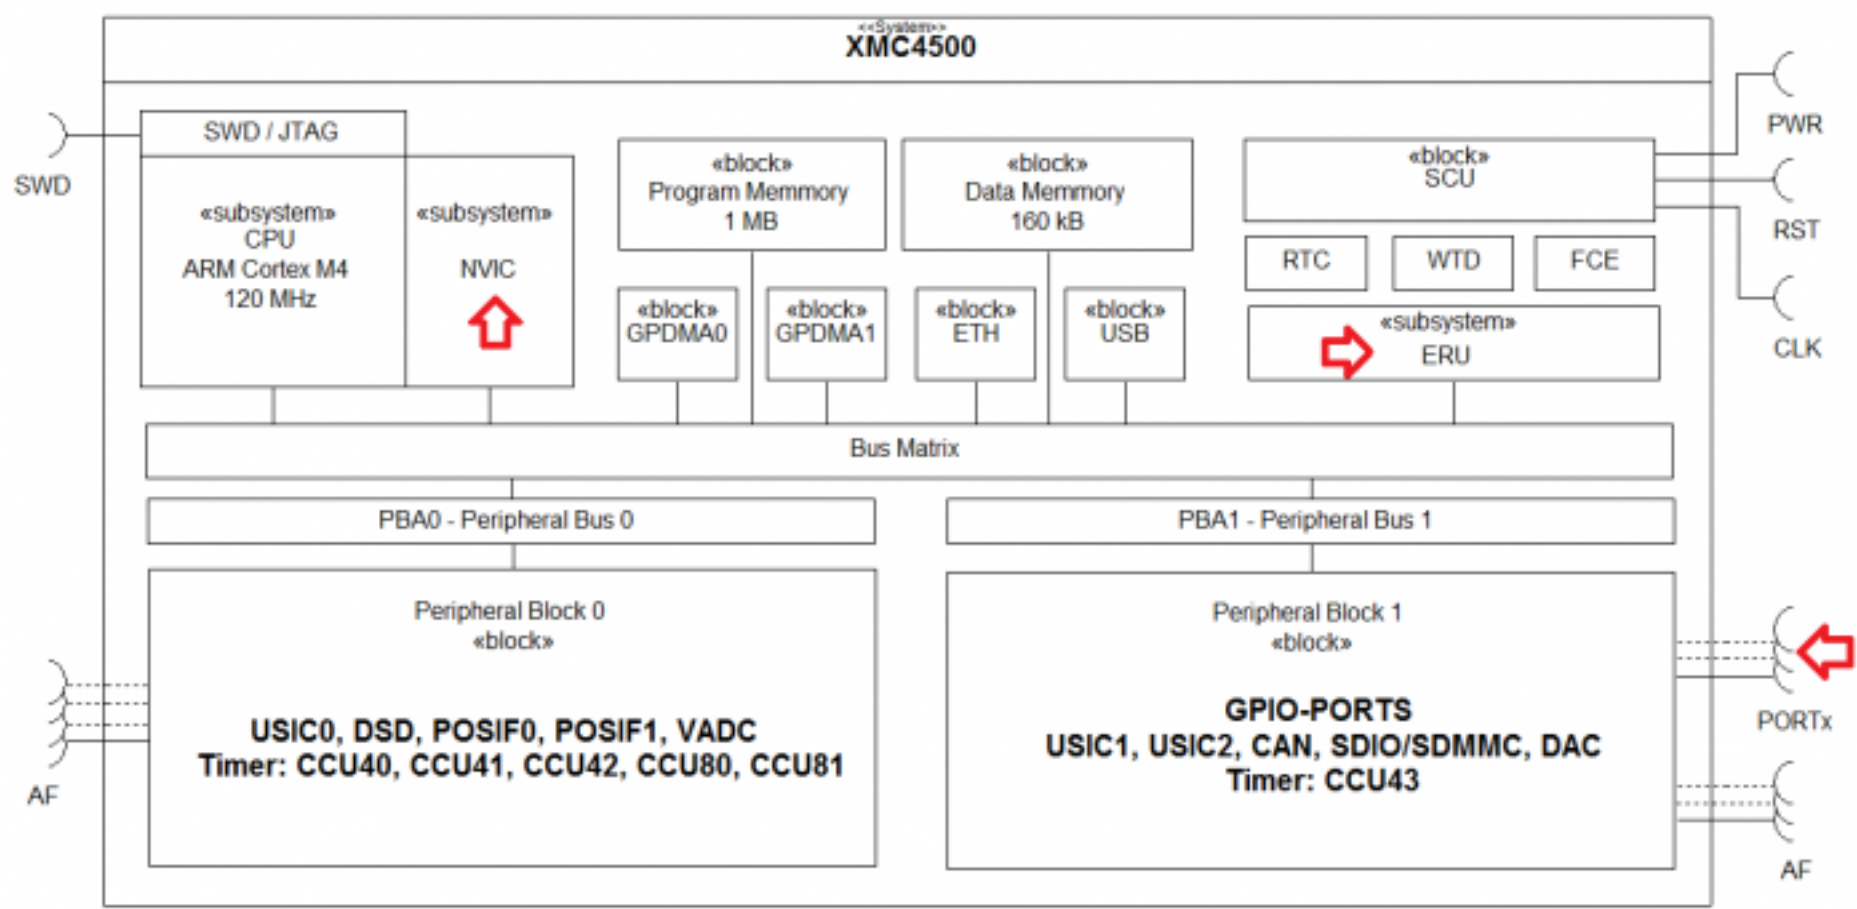 <<System>>
XMC4500
SWD / JTAG
SWD
«subsystem»
CPU
ARM Cortex M4
120 MHz
«subsystem»
NVIC
«block»
Program Memmory
1 MB
«block»
Data Memmory
160 kB
«block»
SCU
PWR
RST
CLK
RTC
WTD
FCE
«block»
GPDMA0
«block»
GPDMA1
«block»
ETH
«block»
USB
«subsystem»
ERU
Bus Matrix
PBA0 - Peripheral Bus 0
PBA1 - Peripheral Bus 1
Peripheral Block 0
«block»
USIC0, DSD, POSIF0, POSIF1, VADC
Timer: CCU40, CCU41, CCU42, CCU80, CCU81
AF
Peripheral Block 1
«block»
GPIO-PORTS
USIC1, USIC2, CAN, SDIO/SDMMC, DAC
Timer: CCU43
PORTx
AF